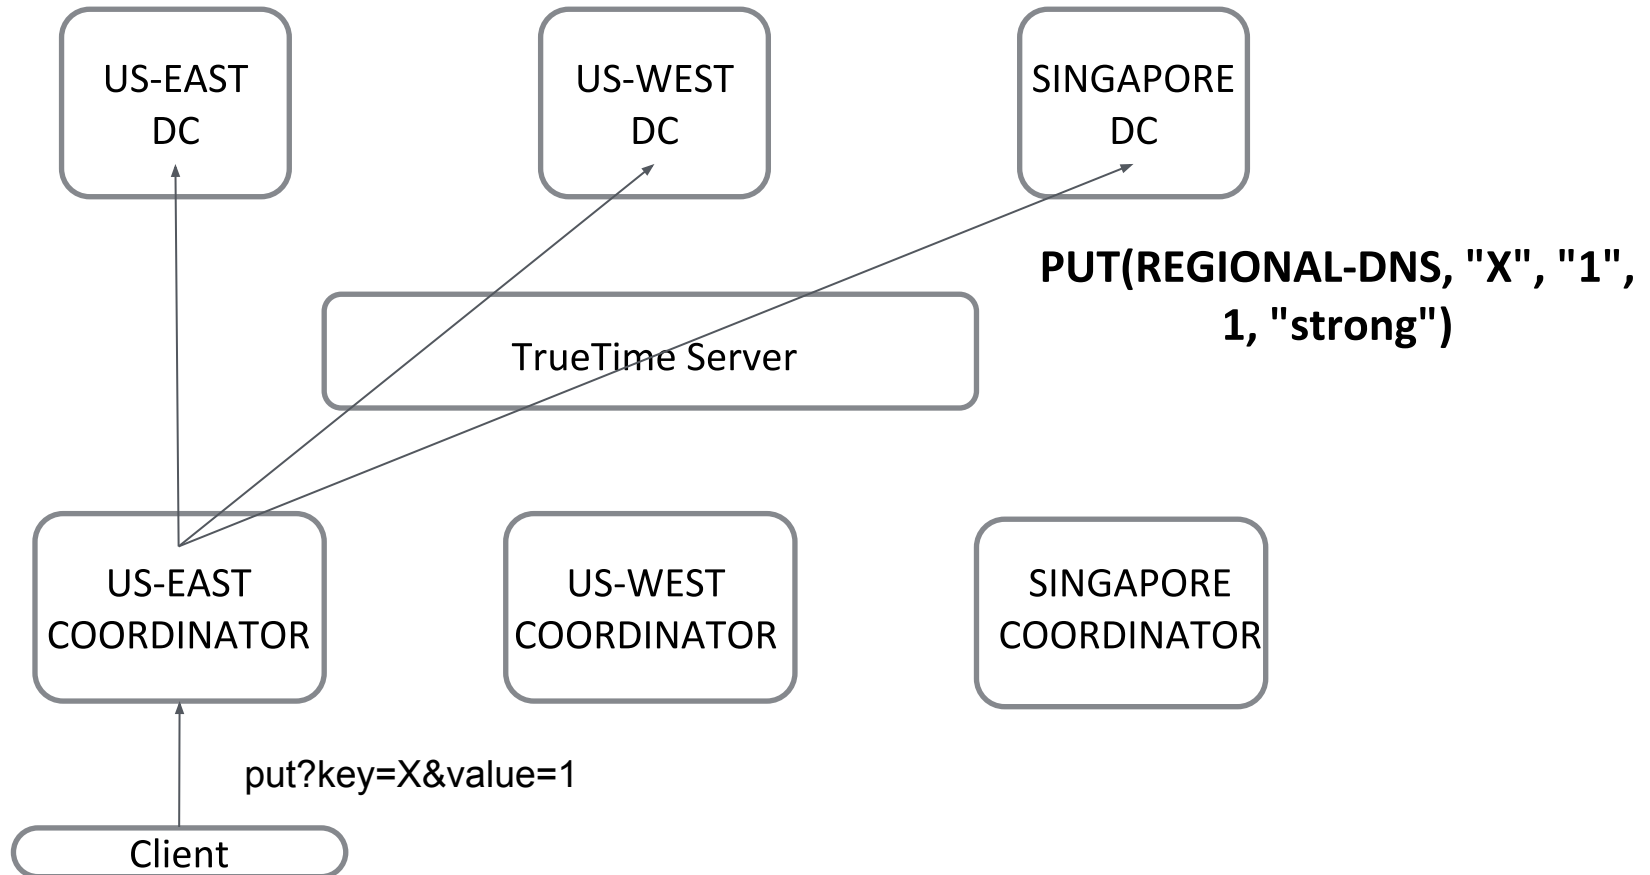 US-EAST
DC
US-WEST
DC
SINGAPORE
DC
PUT(REGIONAL-DNS, "X", "1",
1, "strong")
TrueTime Server
US-EAST
COORDINATOR
US-WEST
COORDINATOR
SINGAPORE
COORDINATOR
put?key=X&value=1
Client